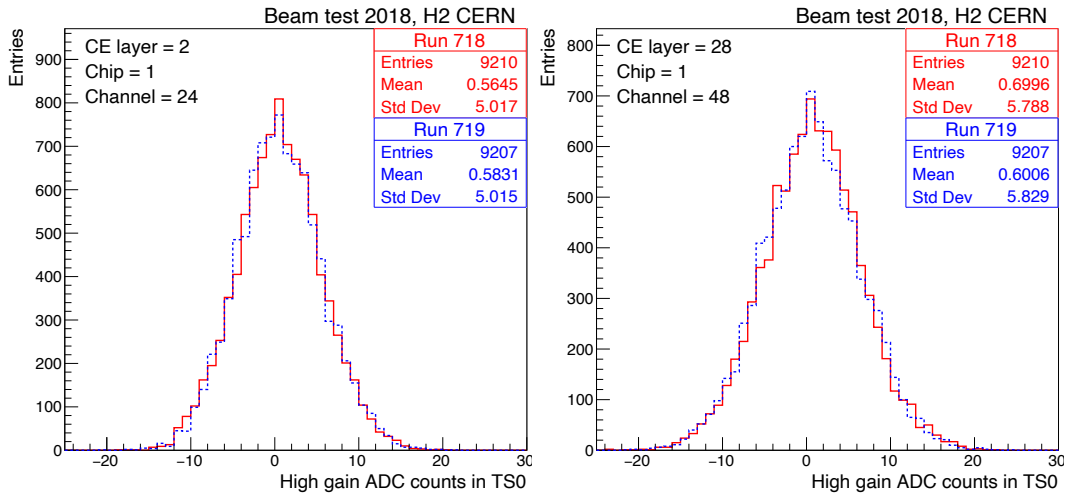 Beam test 2018, H2 CERN
Entries
CE layer = 2
Chip = 1
Channel = 24
Run 718
Entries 9210
Mean 0.5645
Std Dev 5.017
Run 719
Entries 9207
Mean 0.5831
Std Dev 5.015
900
800
700
600
500
400
300
200
100
0
−20 −10 0 10 20 30
High gain ADC counts in TS0
Beam test 2018, H2 CERN
Entries
CE layer = 28
Chip = 1
Channel = 48
Run 718
Entries 9210
Mean 0.6996
Std Dev 5.788
Run 719
Entries 9207
Mean 0.6006
Std Dev 5.829
800
700
600
500
400
300
200
100
0
−20 −10 0 10 20 30
High gain ADC counts in TS0